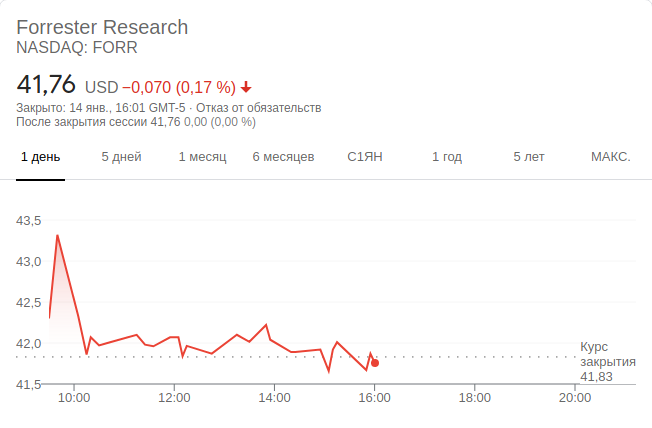 Forrester Research
NASDAQ: FORR
41,76 USD −0,070 (0,17 %)
Закрыто: 14 янв., 16:01 GMT-5 · Отказ от обязательств
После закрытия сессии 41,76 0,00 (0,00 %)
1 день 5 дней 1 месяц 6 месяцев С1ЯН 1 год 5 лет МАКС.
43,5
43,0
42,5
42,0
41,5
Курс
закрытия
41,83
10:00 12:00 14:00 16:00 18:00 20:00